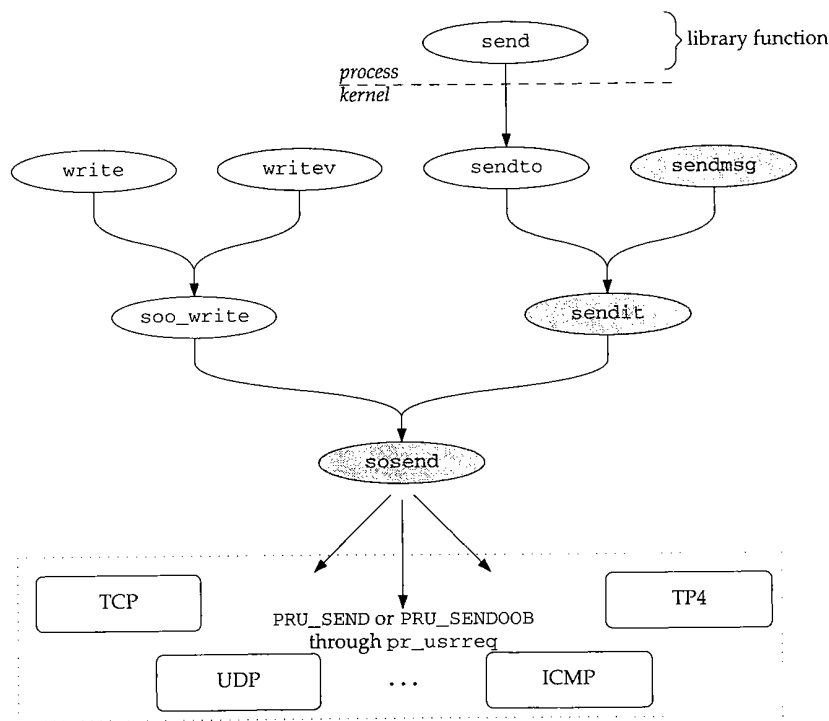 send
library function
process
kernel
write
writev
sendto
sendmsg
soo_write
sendit
sosend
TCP
TP4
PRU_SEND or PRU_SENDOOB
through pr_usrreq
UDP
...
ICMP